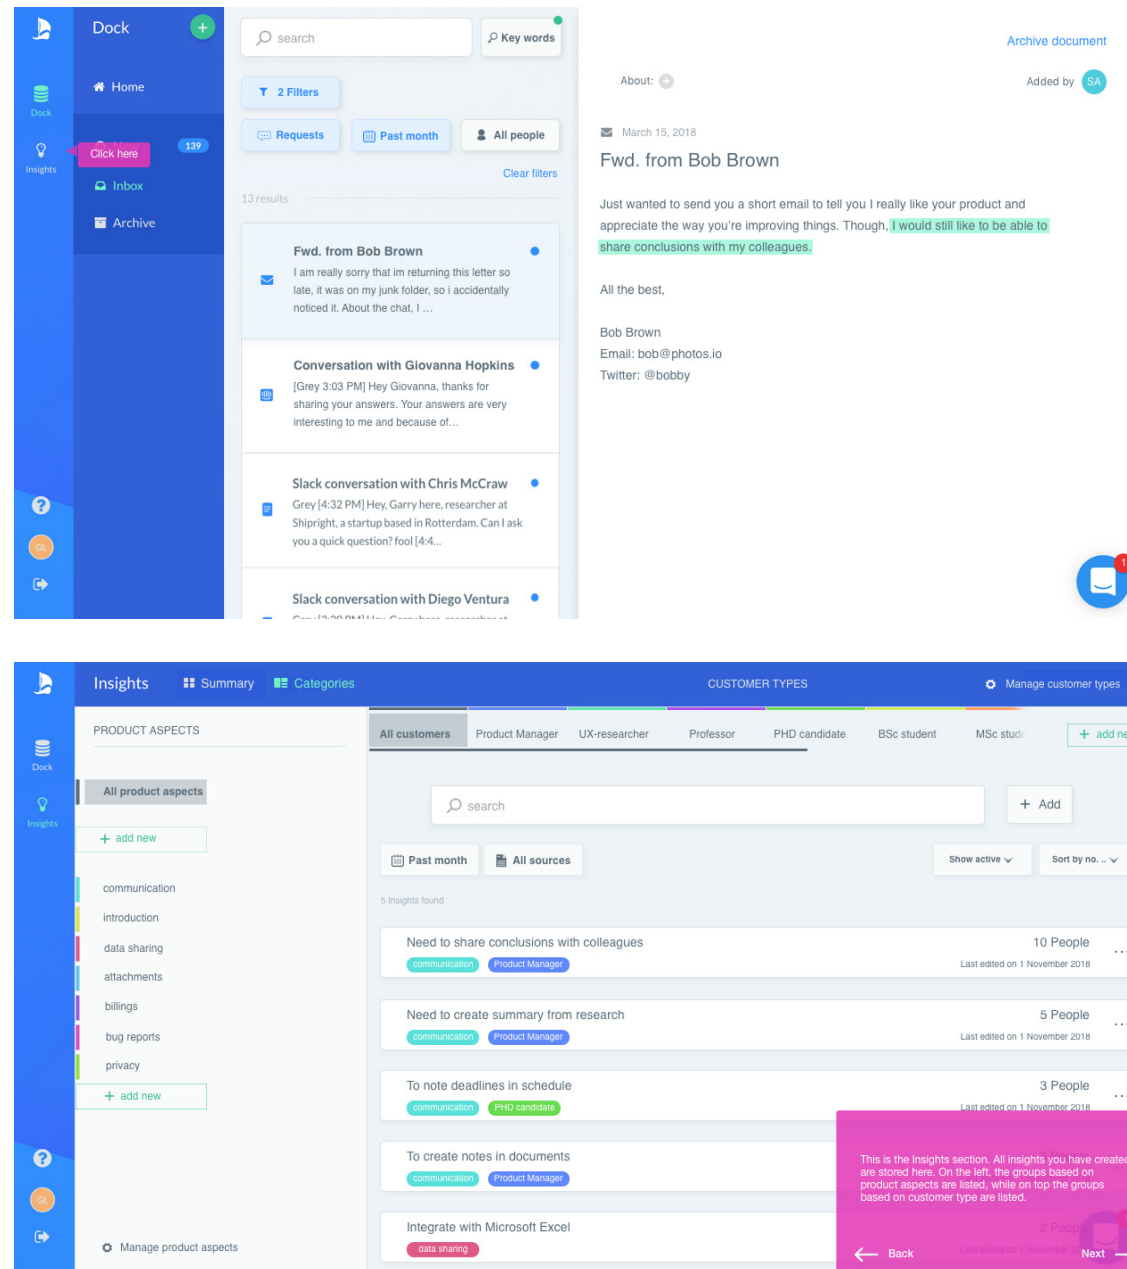 Dock
search
Key words
Archive document
Home
2 Filters
About:
Added by SA
Dock
Requests
Past month
All people
March 15, 2018
139
Click here
Insights
Clear filters
Fwd. from Bob Brown
Inbox
13 results
Archive
Just wanted to send you a short email to tell you I really like your product and
appreciate the way you're improving things. Though, I would still like to be able to
share conclusions with my colleagues.
All the best,
Bob Brown
Email: bob@photos.io
Twitter: @bobby
Fwd. from Bob Brown
I am really sorry that im returning this letter so
late, it was on my junk folder, so i accidentally
noticed it. About the chat, I …
Conversation with Giovanna Hopkins
[Grey 3:03 PM] Hey Giovanna, thanks for
sharing your answers. Your answers are very
interesting to me and because of…
Slack conversation with Chris McCraw
Grey [4:32 PM] Hey, Garry here, researcher at
Shipright, a startup based in Rotterdam. Can I ask
you a quick question? fool [4:4...
Slack conversation with Diego Ventura
?
GL
1
Insights
Summary
Categories
CUSTOMER TYPES
Manage customer types
PRODUCT ASPECTS
All customers
Product Manager
UX-researcher
Professor
PHD candidate
BSc student
MSc stude
+ add ne
Dock
Insights
All product aspects
+ add new
communication
introduction
data sharing
attachments
billings
bug reports
privacy
+ add new
search
+ Add
Past month
All sources
Show active
Sort by no. ..
5 Insights found
Need to share conclusions with colleagues
10 People
communication
Product Manager
Last edited on 1 November 2018
Need to create summary from research
5 People
communication
Product Manager
Last edited on 1 November 2018
To note deadlines in schedule
3 People
communication
PHD candidate
Last edited on 1 November 2018
To create notes in documents
communication
Product Manager
Integrate with Microsoft Excel
data sharing
This is the Insights section. All insights you have created
are stored here. On the left, the groups based on
product aspects are listed, while on top the groups
based on customer type are listed.
Back
Next
?
GL
Manage product aspects